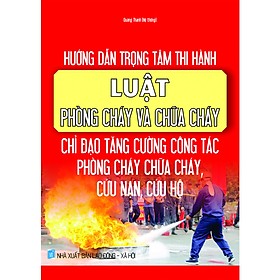 HƯỚNG DẪN TRỌNG TÂM THI HÀNH
LUẬT
PHÒNG CHÁY VÀ CHỮA CHÁY
CHỈ ĐẠO TĂNG CƯỜNG CÔNG TÁC
PHÒNG CHÁY CHỮA CHÁY,
CỨU NẠN, CỨU HỘ
NHÀ XUẤT BẢN LAO ĐỘNG - XÃ HỘI